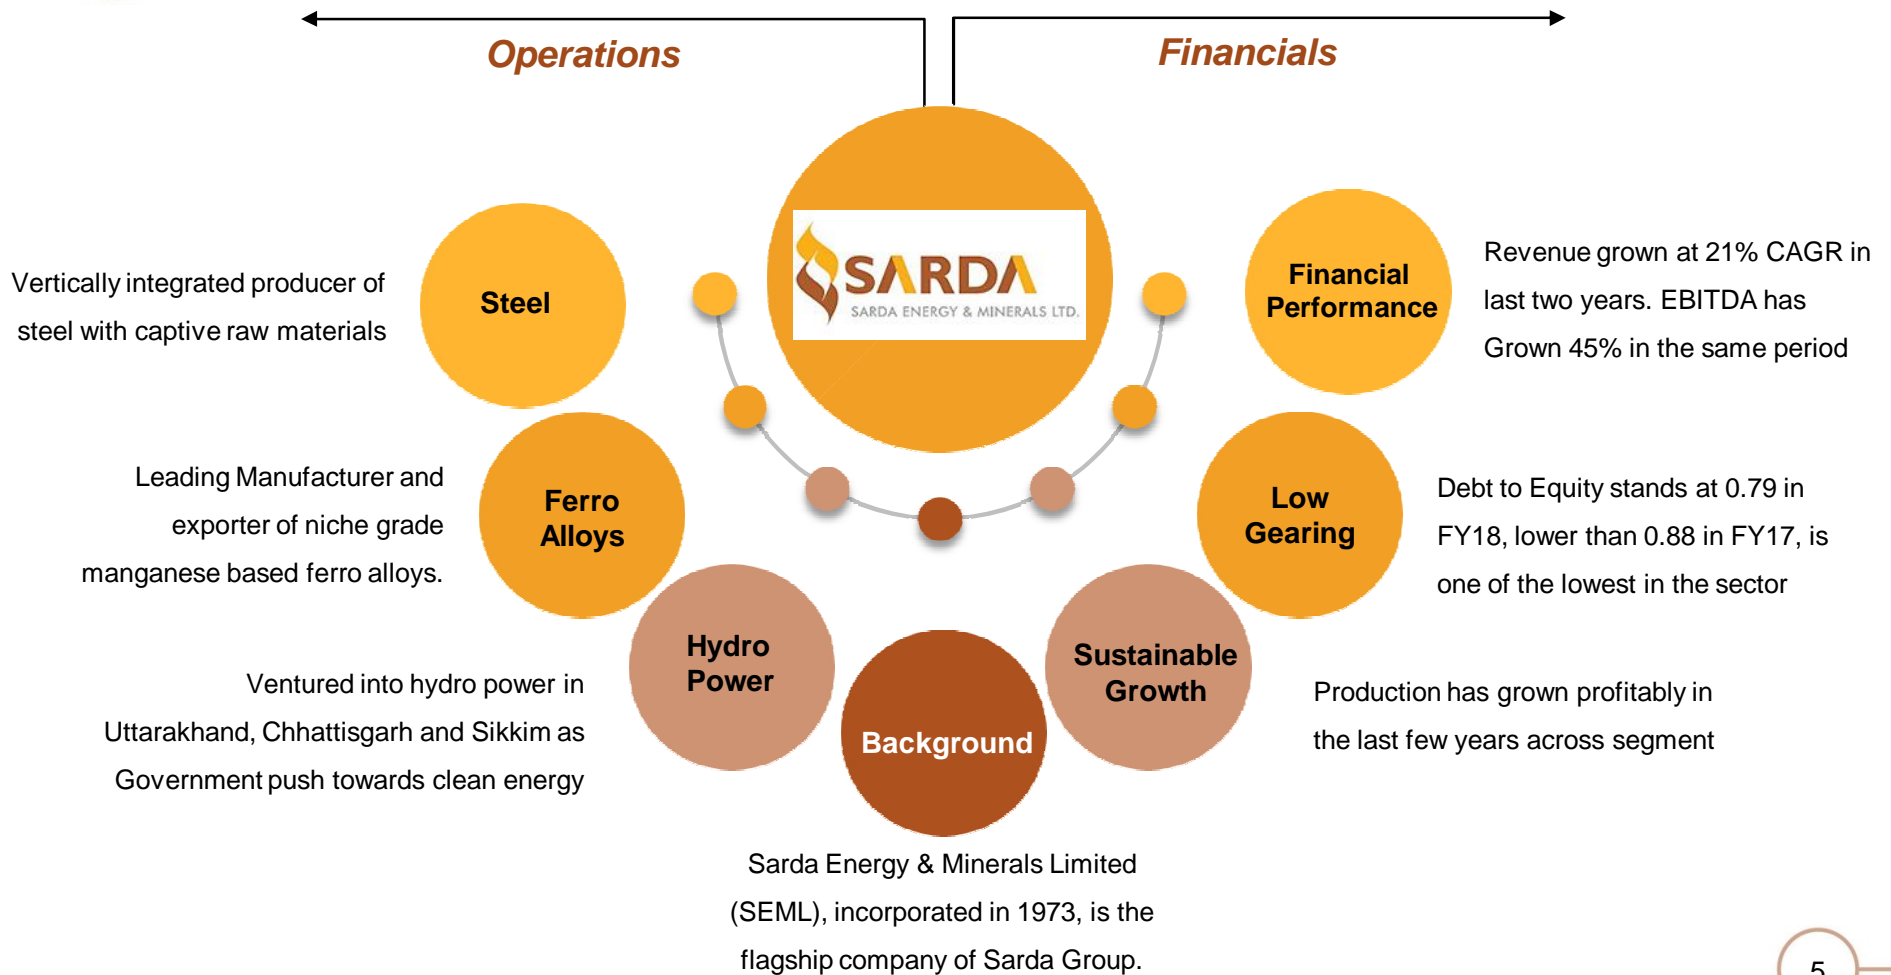 Operations
Financials
SARDA
SARDA ENERGY & MINERALS LTD.
Vertically integrated producer of
steel with captive raw materials
Steel
Financial
Performance
Revenue grown at 21% CAGR in
last two years. EBITDA has
Grown 45% in the same period
Leading Manufacturer and
exporter of niche grade
manganese based ferro alloys.
Ferro
Alloys
Low
Gearing
Debt to Equity stands at 0.79 in
FY18, lower than 0.88 in FY17, is
one of the lowest in the sector
Ventured into hydro power in
Uttarakhand, Chhattisgarh and Sikkim as
Government push towards clean energy
Hydro
Power
Background
Sustainable
Growth
Production has grown profitably in
the last few years across segment
Sarda Energy & Minerals Limited
(SEML), incorporated in 1973, is the
flagship company of Sarda Group.
5